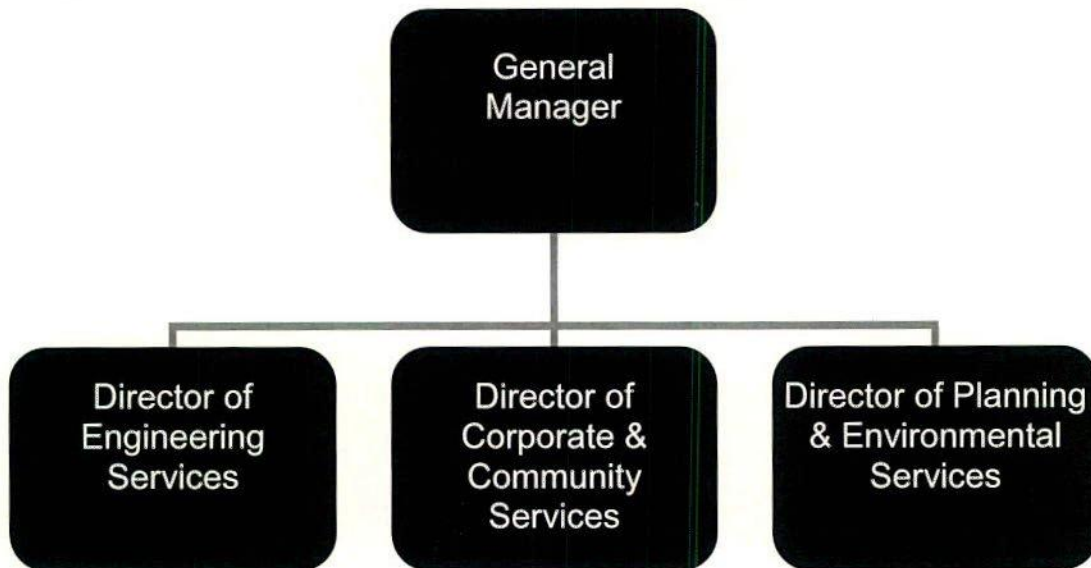 General
Manager
Director of
Engineering
Services
Director of
Corporate &
Community
Services
Director of Planning
& Environmental
Services